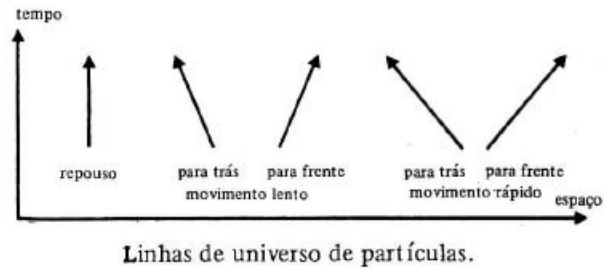 tempo
repouso
para trás para frente
movimento lento
para trás para frente
movimento rápido
espaço
Linhas de universo de partículas.